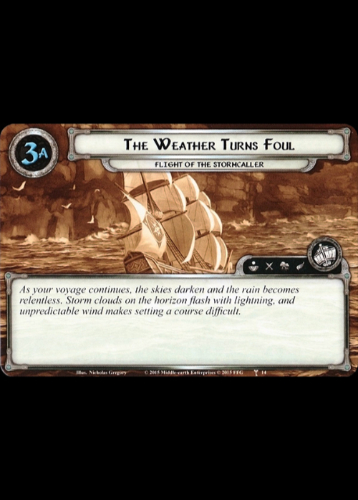 3A
THE WEATHER TURNS FOUL
FLIGHT OF THE STORMCALLER
As your voyage continues, the skies darken and the rain becomes
relentless. Storm clouds on the horizon flash with lightning, and
unpredictable wind makes setting a course difficult.
Illus. Nicholas Gregory © 2015 Middle-earth Enterprises © 2015 FFG 14